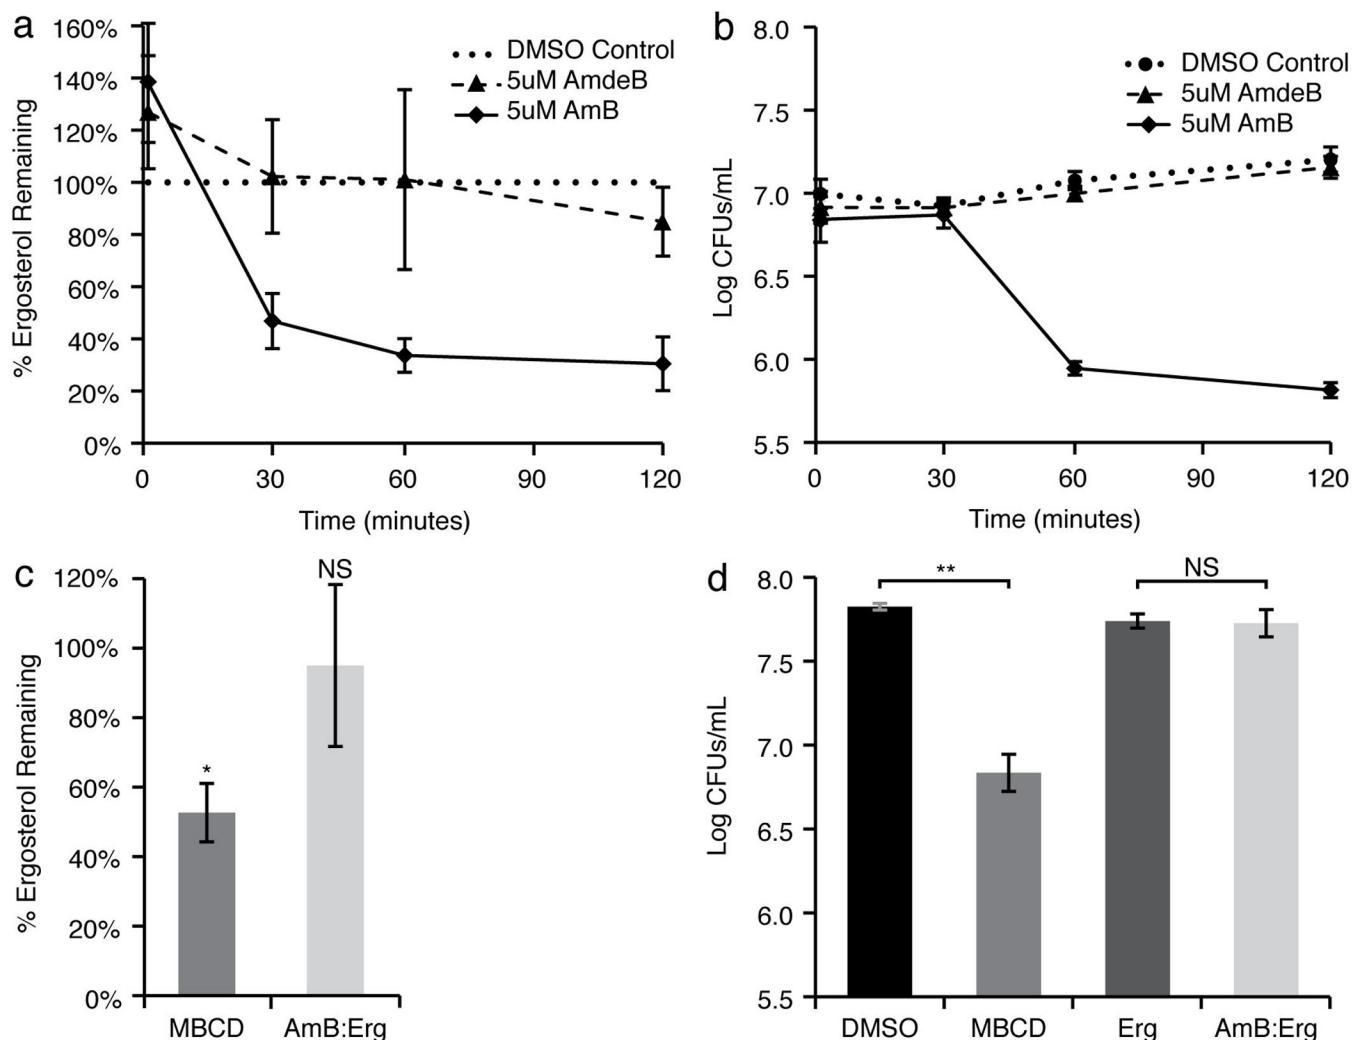 a
160%
140%
120%
100%
80%
60%
40%
20%
0%
% Ergosterol Remaining
DMSO Control
5uM AmdeB
5uM AmB
0 30 60 90 120
Time (minutes)
b
8.0
7.5
7.0
6.5
6.0
5.5
Log CFUs/mL
DMSO Control
5uM AmdeB
5uM AmB
0 30 60 90 120
Time (minutes)
c
120%
100%
80%
60%
40%
20%
0%
% Ergosterol Remaining
*
NS
MBCD AmB:Erg
d
8.0
7.5
7.0
6.5
6.0
5.5
Log CFUs/mL
**
NS
DMSO MBCD Erg AmB:Erg